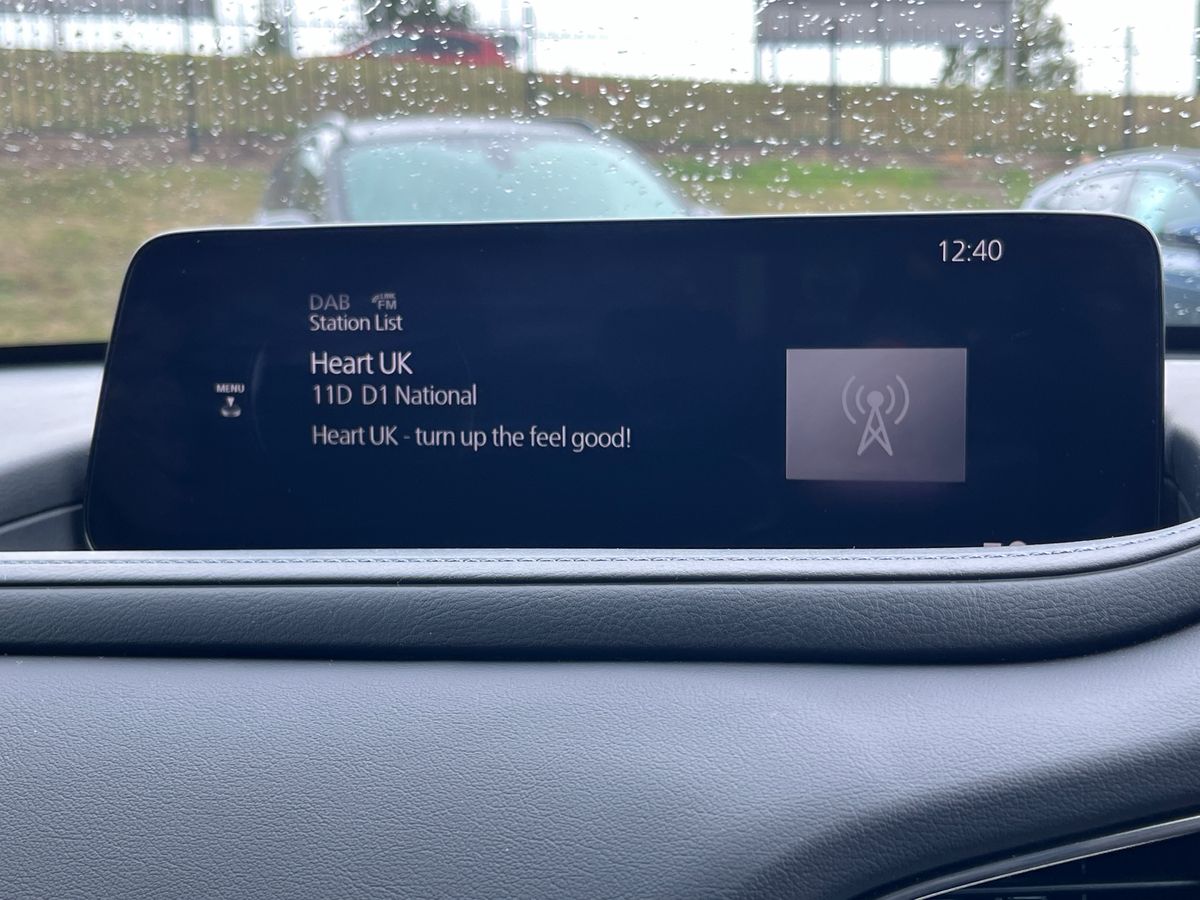 12:40
DAB LINK FM
Station List
Heart UK
MENU
11D D1 National
Heart UK - turn up the feel good!